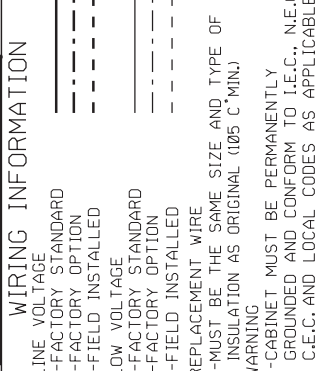 WIRING INFORMATION
INE VOLTAGE
-FACTORY STANDARD
-FACTORY OPTION
-FIELD INSTALLED
OW VOLTAGE
-FACTORY STANDARD
-FACTORY OPTION
-FIELD INSTALLED
REPLACEMENT WIRE
-MUST BE THE SAME SIZE AND TYPE OF
INSULATION AS ORIGINAL (105 C°MIN.)
WARNING
-CABINET MUST BE PERMANENTLY
GROUNDED AND CONFORM TO I.E.C., N.E.
C.E.C. AND LOCAL CODES AS APPLICABLE